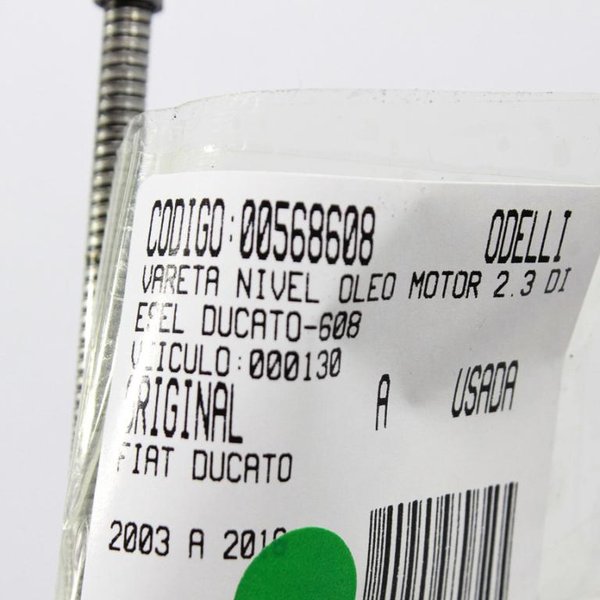 CODIGO:00568608 ODELLI
VARETA NIVEL OLEO MOTOR 2.3 DI
ESEL DUCATO-608
VEICULO:000130
ORIGINAL A USADA
FIAT DUCATO
2003 A